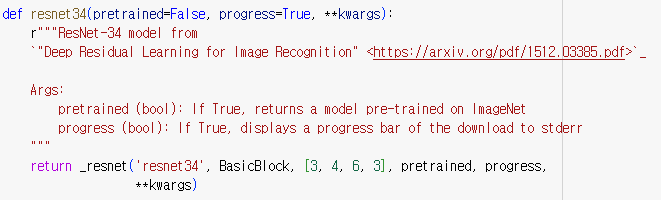 def resnet34(pretrained=False, progress=True, **kwargs):
    r"""ResNet-34 model from
    `"Deep Residual Learning for Image Recognition" <https://arxiv.org/pdf/1512.03385.pdf>`_

    Args:
        pretrained (bool): If True, returns a model pre-trained on ImageNet
        progress (bool): If True, displays a progress bar of the download to stderr
    """
    return _resnet('resnet34', BasicBlock, [3, 4, 6, 3], pretrained, progress,
                   **kwargs)